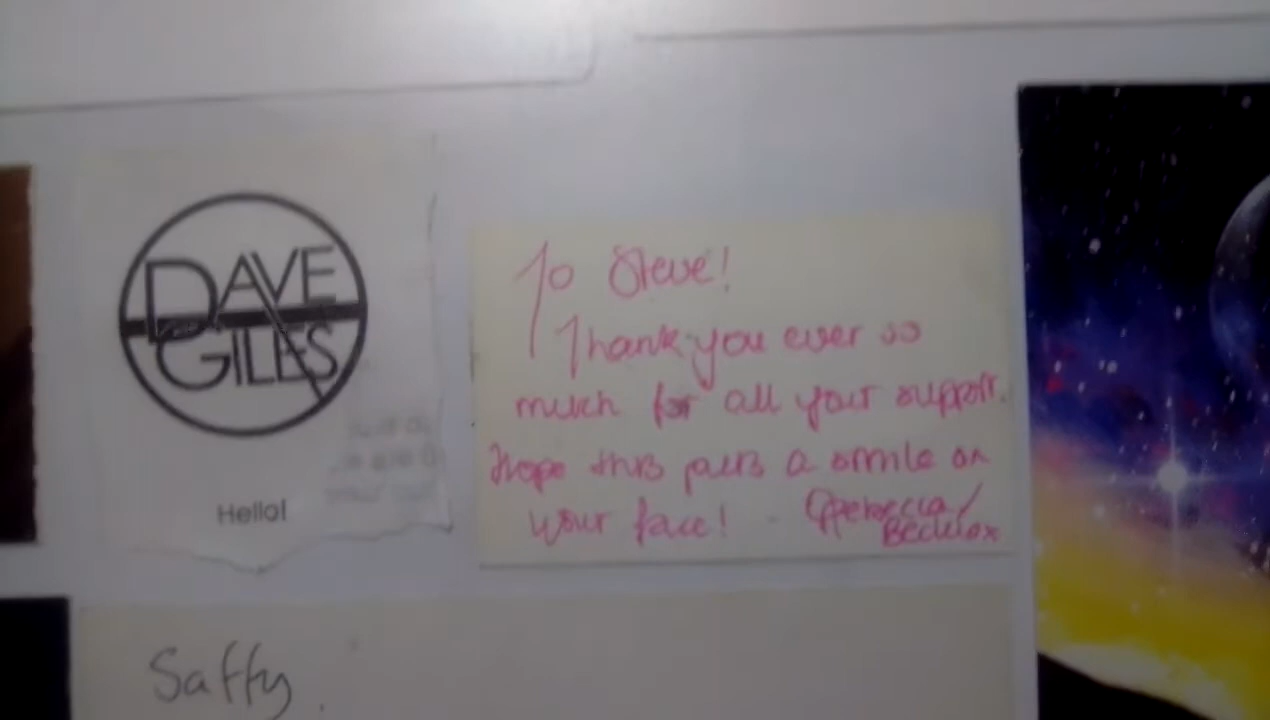 DAVE
GILES
Hello!
To Steve!
Thank you ever so
much for all your support.
Hope this puts a smile on
your face! - Rebecca/
Saffy.